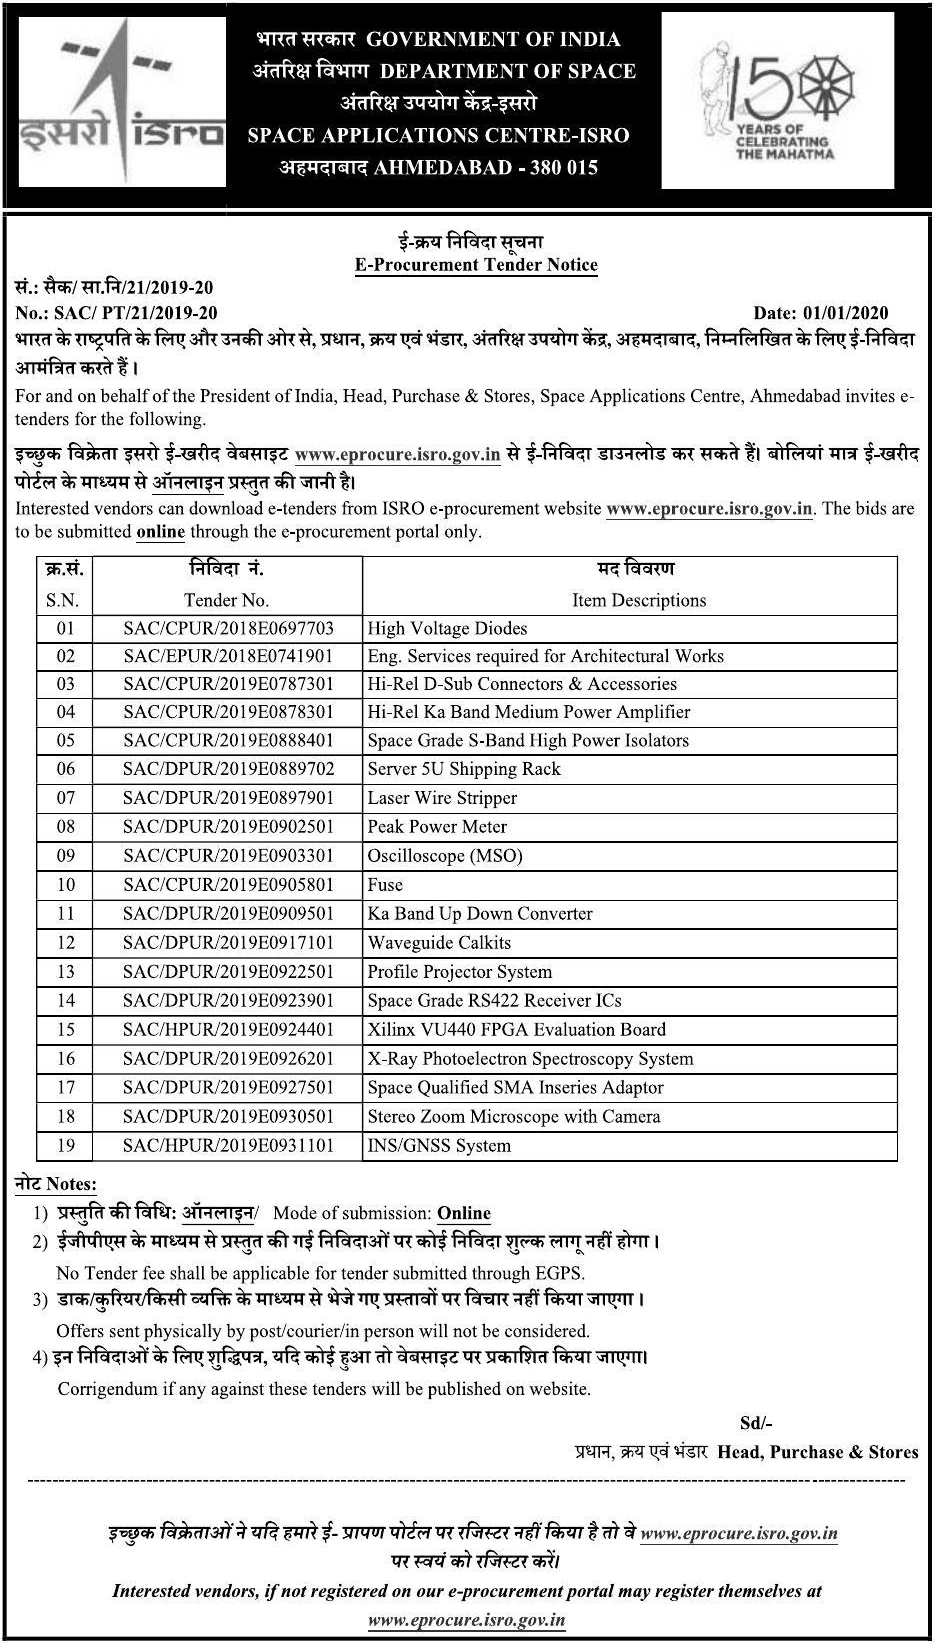 इसरो isro
भारत सरकार GOVERNMENT OF INDIA
अंतरिक्ष विभाग DEPARTMENT OF SPACE
अंतरिक्ष उपयोग केंद्र-इसरो
SPACE APPLICATIONS CENTRE-ISRO
अहमदाबाद AHMEDABAD - 380 015
150
YEARS OF
CELEBRATING
THE MAHATMA
ई-क्रय निविदा सूचना
E-Procurement Tender Notice
सं.: सैक/ सा.नि/21/2019-20
No.: SAC/ PT/21/2019-20 Date: 01/01/2020
भारत के राष्ट्रपति के लिए और उनकी ओर से, प्रधान, क्रय एवं भंडार, अंतरिक्ष उपयोग केंद्र, अहमदाबाद, निम्नलिखित के लिए ई-निविदा
आमंत्रित करते हैं ।
For and on behalf of the President of India, Head, Purchase & Stores, Space Applications Centre, Ahmedabad invites e-
tenders for the following.
इच्छुक विक्रेता इसरो ई-खरीद वेबसाइट www.eprocure.isro.gov.in से ई-निविदा डाउनलोड कर सकते हैं। बोलियां मात्र ई-खरीद
पोर्टल के माध्यम से ऑनलाइन प्रस्तुत की जानी है।
Interested vendors can download e-tenders from ISRO e-procurement website www.eprocure.isro.gov.in. The bids are
to be submitted online through the e-procurement portal only.
क्र.सं. निविदा नं. मद विवरण
S.N. Tender No. Item Descriptions
01 SAC/CPUR/2018E0697703 High Voltage Diodes
02 SAC/EPUR/2018E0741901 Eng. Services required for Architectural Works
03 SAC/CPUR/2019E0787301 Hi-Rel D-Sub Connectors & Accessories
04 SAC/CPUR/2019E0878301 Hi-Rel Ka Band Medium Power Amplifier
05 SAC/CPUR/2019E0888401 Space Grade S-Band High Power Isolators
06 SAC/DPUR/2019E0889702 Server 5U Shipping Rack
07 SAC/DPUR/2019E0897901 Laser Wire Stripper
08 SAC/DPUR/2019E0902501 Peak Power Meter
09 SAC/CPUR/2019E0903301 Oscilloscope (MSO)
10 SAC/CPUR/2019E0905801 Fuse
11 SAC/DPUR/2019E0909501 Ka Band Up Down Converter
12 SAC/DPUR/2019E0917101 Waveguide Calkits
13 SAC/DPUR/2019E0922501 Profile Projector System
14 SAC/DPUR/2019E0923901 Space Grade RS422 Receiver ICs
15 SAC/HPUR/2019E0924401 Xilinx VU440 FPGA Evaluation Board
16 SAC/DPUR/2019E0926201 X-Ray Photoelectron Spectroscopy System
17 SAC/DPUR/2019E0927501 Space Qualified SMA Inseries Adaptor
18 SAC/DPUR/2019E0930501 Stereo Zoom Microscope with Camera
19 SAC/HPUR/2019E0931101 INS/GNSS System
नोट Notes:
1) प्रस्तुति की विधि: ऑनलाइन/ Mode of submission: Online
2) ईजीपीएस के माध्यम से प्रस्तुत की गई निविदाओं पर कोई निविदा शुल्क लागू नहीं होगा ।
No Tender fee shall be applicable for tender submitted through EGPS.
3) डाक/कुरियर/किसी व्यक्ति के माध्यम से भेजे गए प्रस्तावों पर विचार नहीं किया जाएगा ।
Offers sent physically by post/courier/in person will not be considered.
4) इन निविदाओं के लिए शुद्धिपत्र, यदि कोई हुआ तो वेबसाइट पर प्रकाशित किया जाएगा।
Corrigendum if any against these tenders will be published on website.
Sd/-
प्रधान, क्रय एवं भंडार Head, Purchase & Stores
इच्छुक विक्रेताओं ने यदि हमारे ई- प्रापण पोर्टल पर रजिस्टर नहीं किया है तो वे www.eprocure.isro.gov.in
पर स्वयं को रजिस्टर करें।
Interested vendors, if not registered on our e-procurement portal may register themselves at
www.eprocure.isro.gov.in